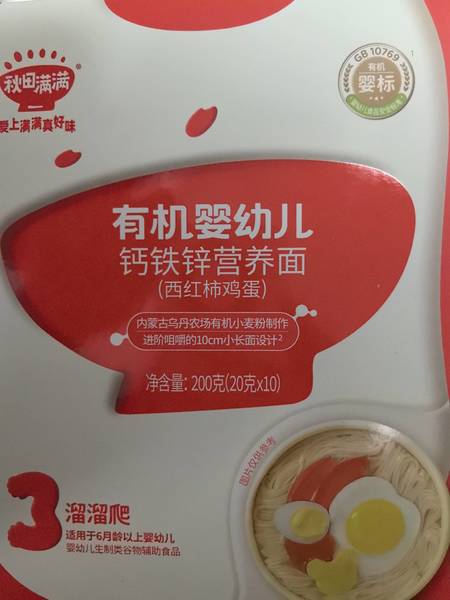 秋田满满
®
爱上满满真好味
GB 10769
有机
婴标
有机婴幼儿
钙铁锌营养面
(西红柿鸡蛋)
内蒙古乌丹农场有机小麦粉制作
进阶咀嚼的10cm小长面设计2
净含量: 200克(20克x10)
图片仅供参考
3
溜溜爬
适用于6月龄以上婴幼儿
婴幼儿生制类谷物辅助食品